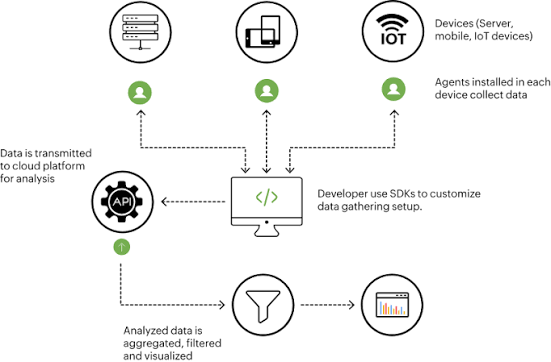 IOT
Devices (Server,
mobile, IoT devices)
Agents installed in each
device collect data
Data is transmitted
to cloud platform
for analysis
API
</>
Developer use SDKs to customize
data gathering setup.
Analyzed data is
aggregated, filtered
and visualized